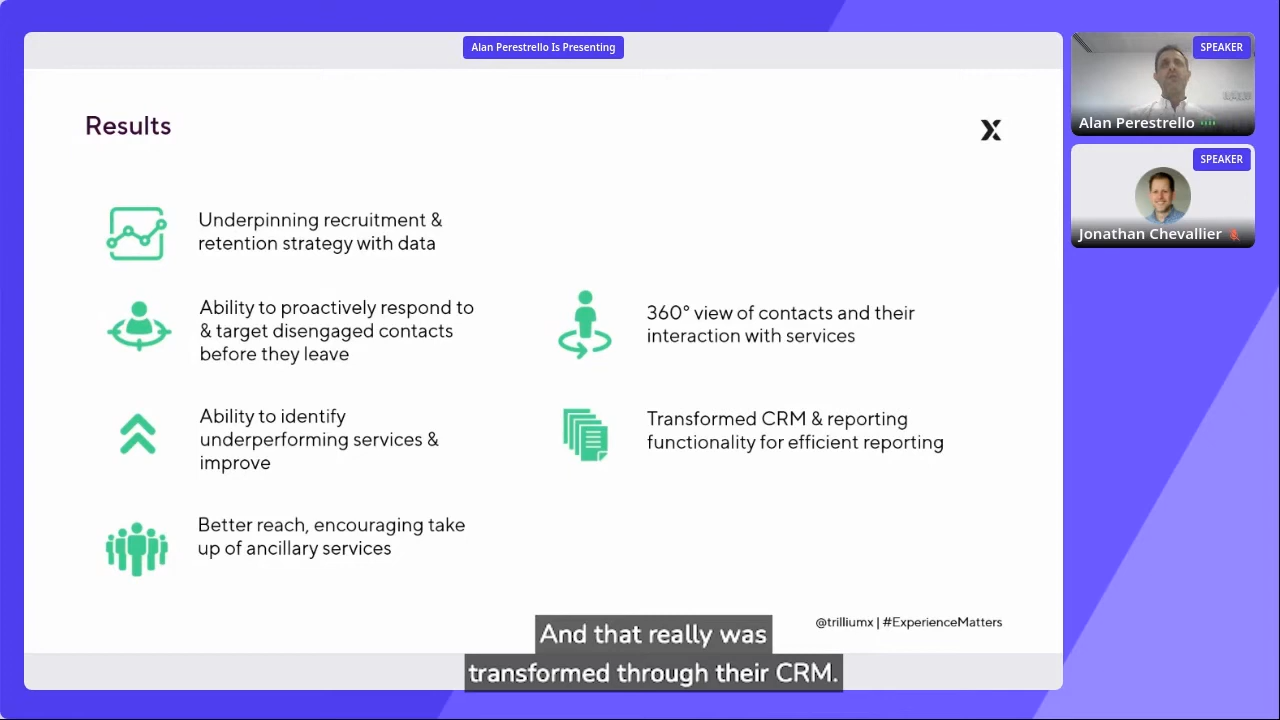 Alan Perestrello Is Presenting
SPEAKER
Alan Perestrello
SPEAKER
Jonathan Chevallier
Results
Underpinning recruitment &
retention strategy with data
Ability to proactively respond to
& target disengaged contacts
before they leave
Ability to identify
underperforming services &
improve
Better reach, encouraging take
up of ancillary services
360° view of contacts and their
interaction with services
Transformed CRM & reporting
functionality for efficient reporting
@trilliumx | #ExperienceMatters
And that really was
transformed through their CRM.